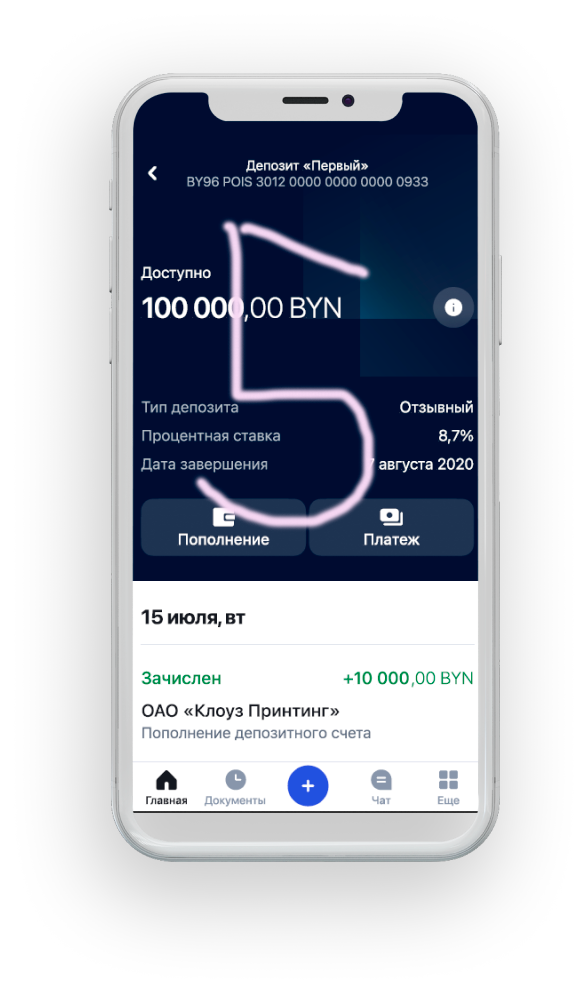 Депозит «Первый»
BY96 POIS 3012 0000 0000 0000 0933
5
Доступно
100 000,00 BYN
Тип депозита Отзывный
Процентная ставка 8,7%
Дата завершения 7 августа 2020
Пополнение Платеж
15 июля, вт
Зачислен +10 000,00 BYN
ОАО «Клоуз Принтинг»
Пополнение депозитного счета
Главная Документы Чат Еще